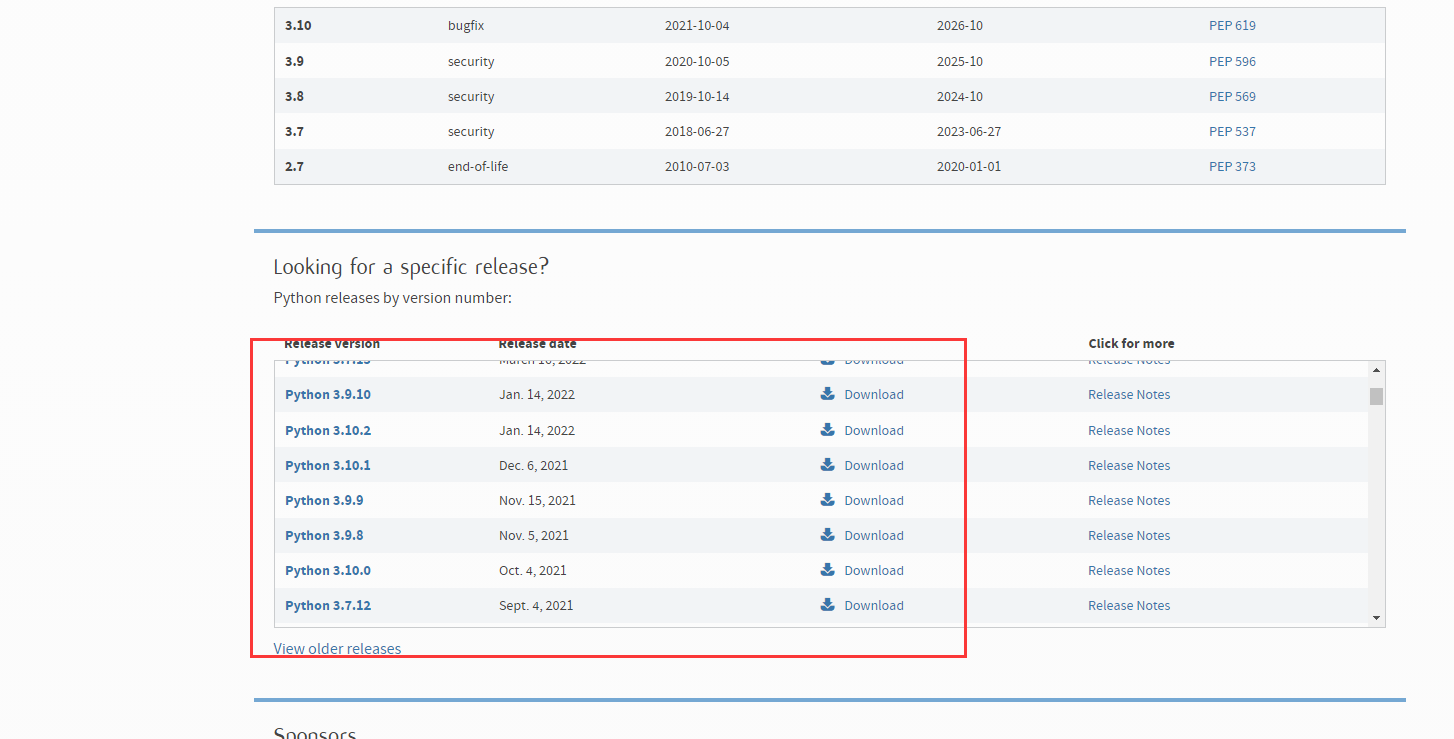 3.10 bugfix 2021-10-04 2026-10 PEP 619
3.9 security 2020-10-05 2025-10 PEP 596
3.8 security 2019-10-14 2024-10 PEP 569
3.7 security 2018-06-27 2023-06-27 PEP 537
2.7 end-of-life 2010-07-03 2020-01-01 PEP 373
Looking for a specific release?
Python releases by version number:
Release version Release date Click for more
Python 3.7.13 March 16, 2022 Download Release Notes
Python 3.9.10 Jan. 14, 2022 Download Release Notes
Python 3.10.2 Jan. 14, 2022 Download Release Notes
Python 3.10.1 Dec. 6, 2021 Download Release Notes
Python 3.9.9 Nov. 15, 2021 Download Release Notes
Python 3.9.8 Nov. 5, 2021 Download Release Notes
Python 3.10.0 Oct. 4, 2021 Download Release Notes
Python 3.7.12 Sept. 4, 2021 Download Release Notes
View older releases
Sponsors